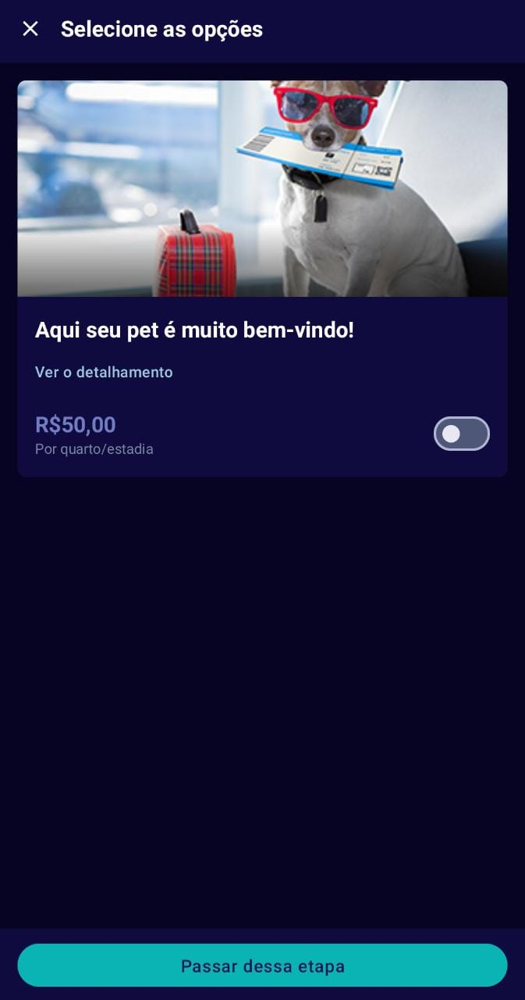 Selecione as opções
Aqui seu pet é muito bem-vindo!
Ver o detalhamento
R$50,00
Por quarto/estadia
Passar dessa etapa